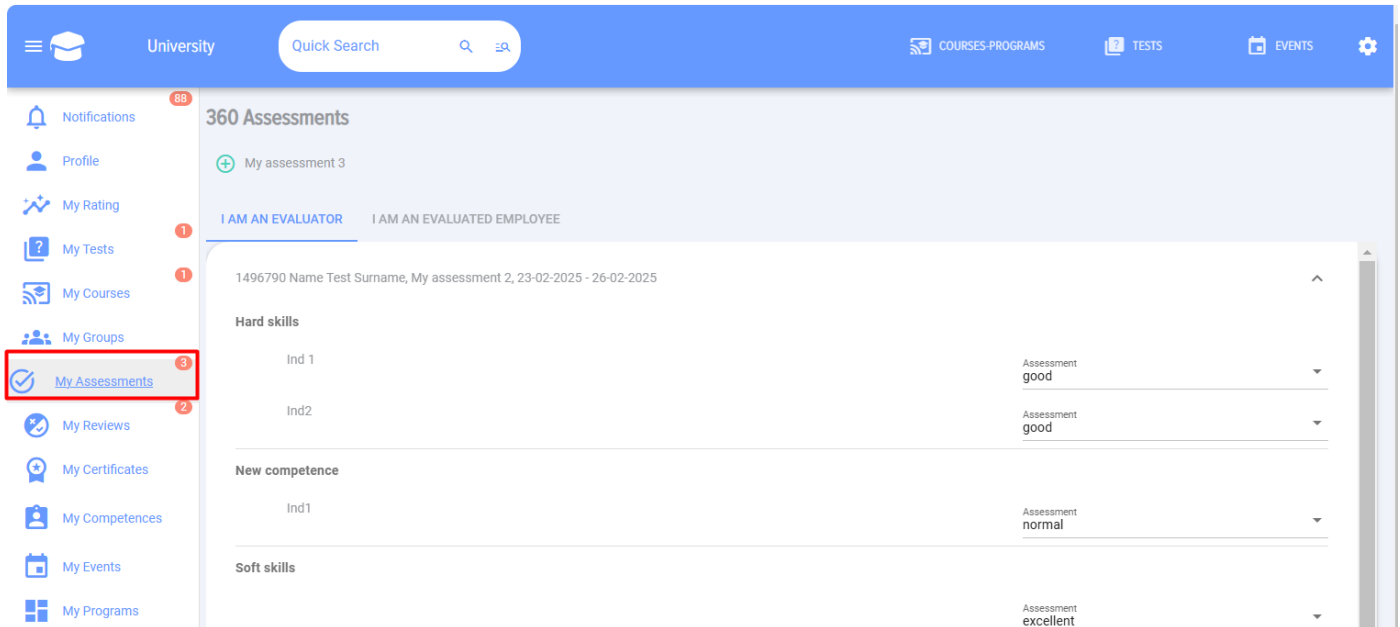 University
Quick Search
COURSES-PROGRAMS
? TESTS
EVENTS
88
Notifications
Profile
My Rating
1
? My Tests
1
My Courses
My Groups
3
My Assessments
2
My Reviews
My Certificates
My Competences
My Events
My Programs
360 Assessments
My assessment 3
I AM AN EVALUATOR I AM AN EVALUATED EMPLOYEE
1496790 Name Test Surname, My assessment 2, 23-02-2025 - 26-02-2025
Hard skills
Ind 1
Assessment
good
Ind2
Assessment
good
New competence
Ind1
Assessment
normal
Soft skills
Assessment
excellent